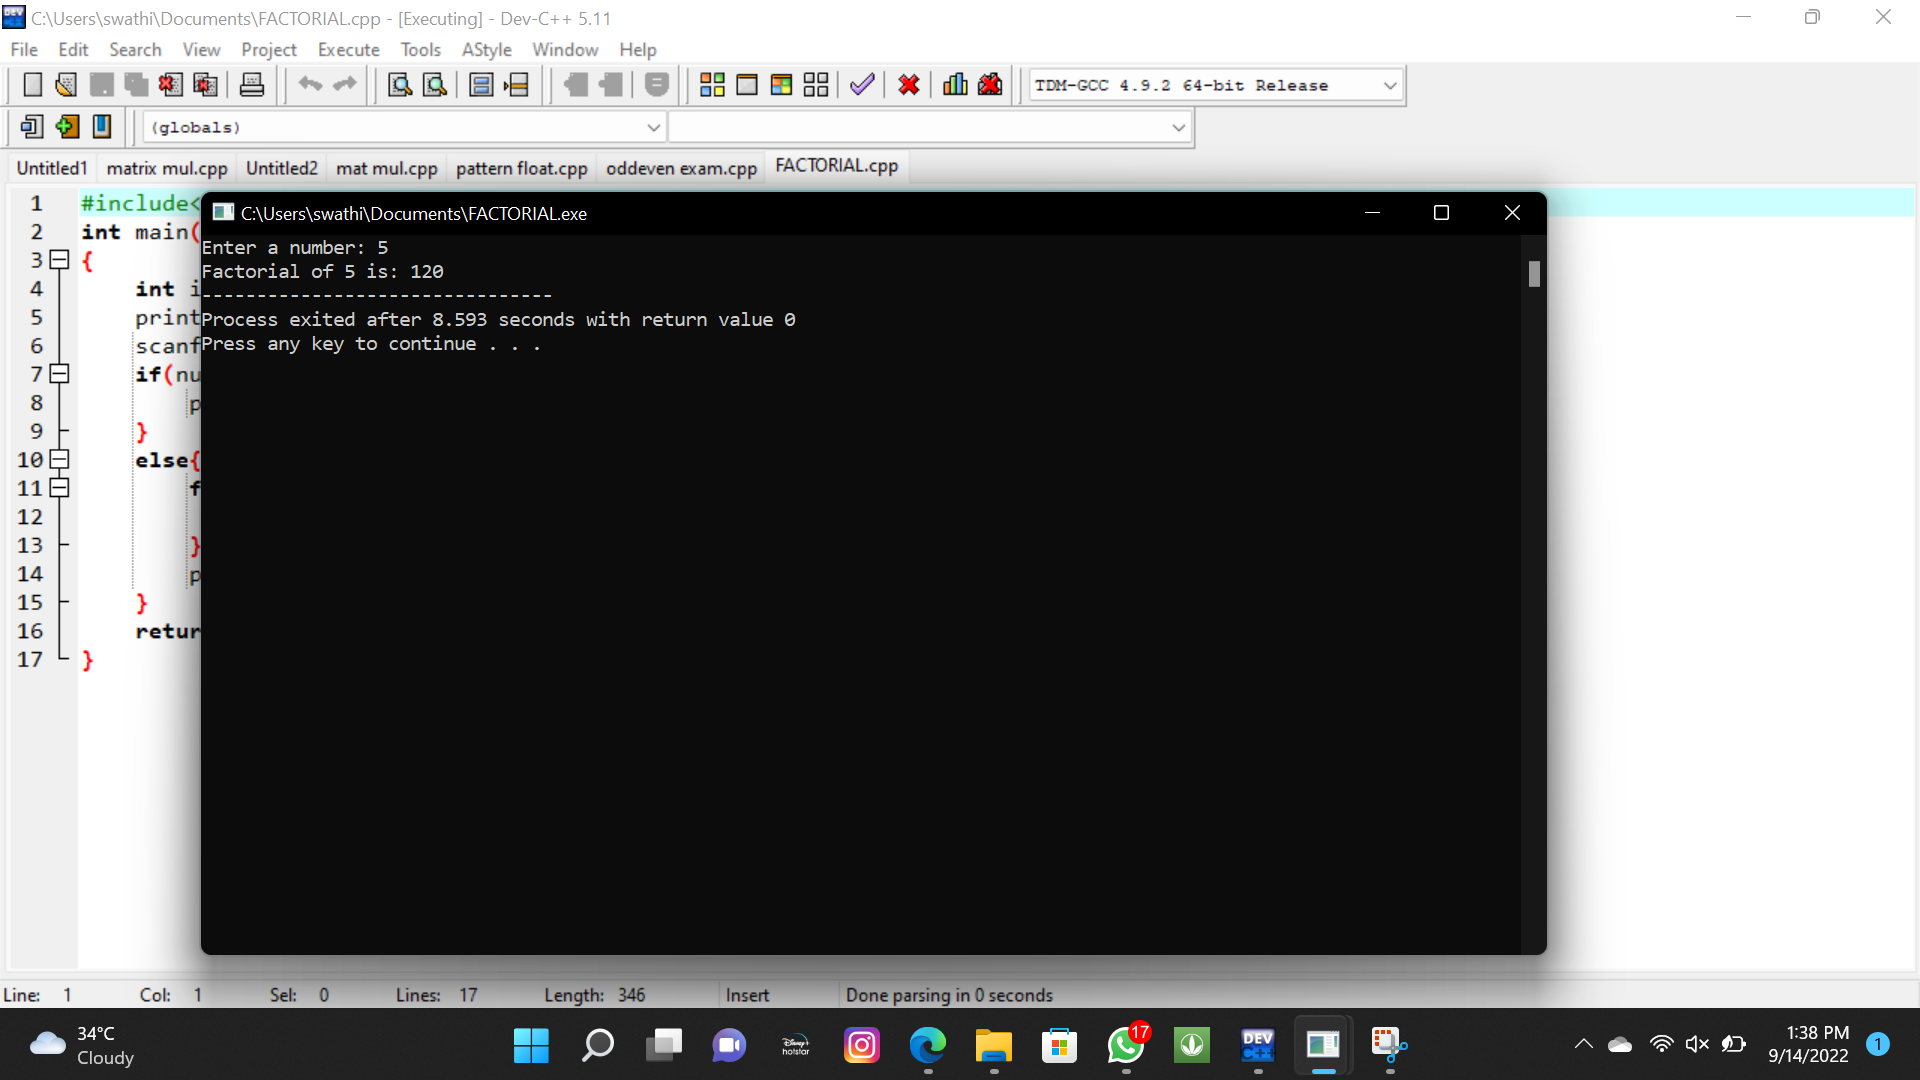 C:\Users\swathi\Documents\FACTORIAL.cpp - [Executing] - Dev-C++ 5.11
File Edit Search View Project Execute Tools AStyle Window Help
TDM-GCC 4.9.2 64-bit Release
(globals)
Untitled1 matrix mul.cpp Untitled2 mat mul.cpp pattern float.cpp oddeven exam.cpp FACTORIAL.cpp
C:\Users\swathi\Documents\FACTORIAL.exe
Enter a number: 5
Factorial of 5 is: 120
--------------------------------
Process exited after 8.593 seconds with return value 0
Press any key to continue . . .
1 #include<
2 int main(
3 {
4 int i
5 print
6 scanf
7 if(nu
8 p
9 }
10 else{
11 f
12
13 }
14 p
15 }
16 retur
17 }
Line: 1 Col: 1 Sel: 0 Lines: 17 Length: 346 Insert Done parsing in 0 seconds
34°C
Cloudy
Disney+ hotstar
17
DEV C++
1:38 PM
9/14/2022
1